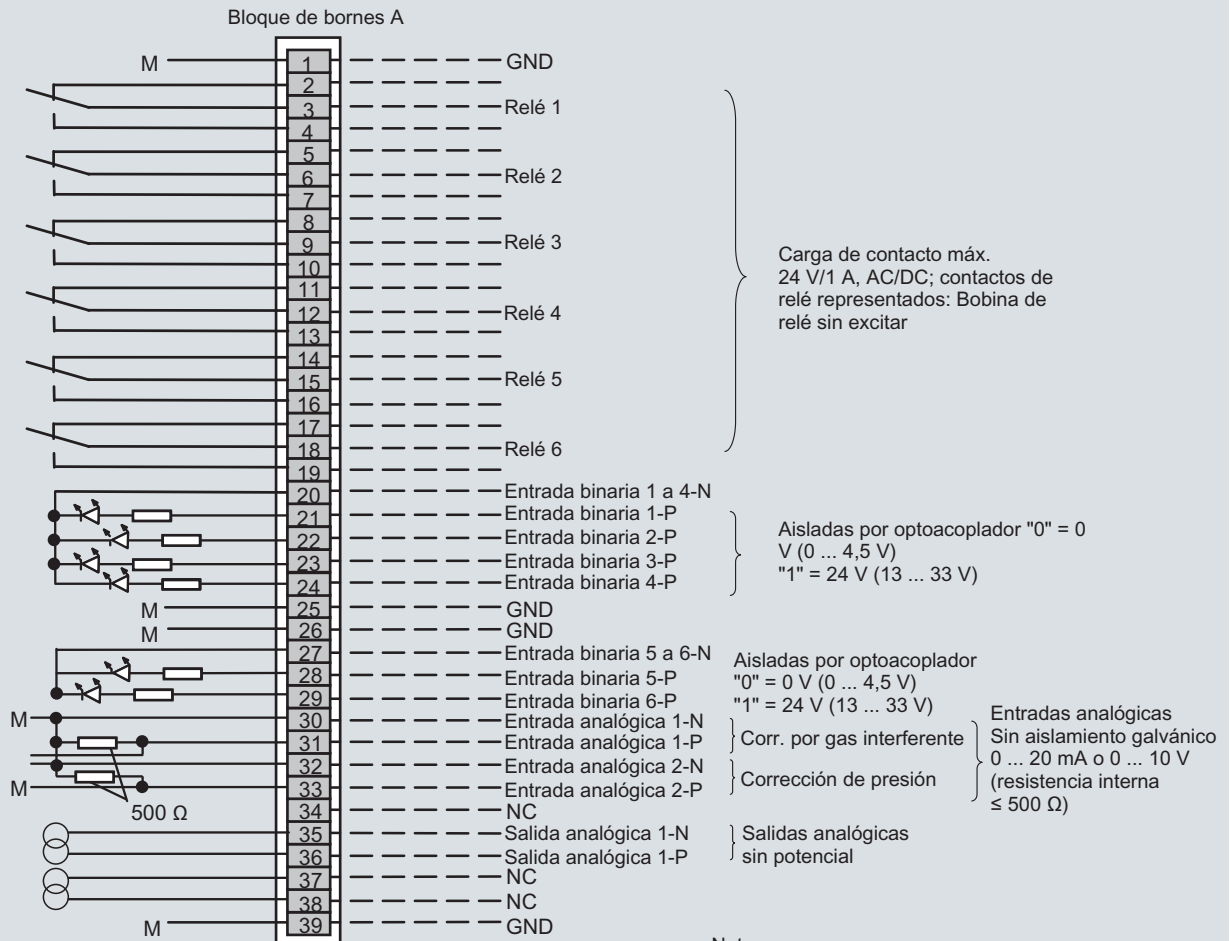 Bloque de bornes A
M 1 GND
2
3 Relé 1
4
5
6 Relé 2
7
8
9 Relé 3
10
11
12 Relé 4
13
14
15 Relé 5
16
17
18 Relé 6
19
Carga de contacto máx.
24 V/1 A, AC/DC; contactos de
relé representados: Bobina de
relé sin excitar
20 Entrada binaria 1 a 4-N
21 Entrada binaria 1-P
22 Entrada binaria 2-P
23 Entrada binaria 3-P
24 Entrada binaria 4-P
Aisladas por optoacoplador "0" = 0
V (0 ... 4,5 V)
"1" = 24 V (13 ... 33 V)
M 25 GND
M 26 GND
27 Entrada binaria 5 a 6-N
28 Entrada binaria 5-P
29 Entrada binaria 6-P
Aisladas por optoacoplador
"0" = 0 V (0 ... 4,5 V)
"1" = 24 V (13 ... 33 V)
M 30 Entrada analógica 1-N
31 Entrada analógica 1-P
Corr. por gas interferente
32 Entrada analógica 2-N
M 33 Entrada analógica 2-P
Corrección de presión
Entradas analógicas
Sin aislamiento galvánico
0 ... 20 mA o 0 ... 10 V
(resistencia interna
≤ 500 Ω)
500 Ω
34 NC
35 Salida analógica 1-N
36 Salida analógica 1-P
Salidas analógicas
sin potencial
37 NC
38 NC
M 39 GND